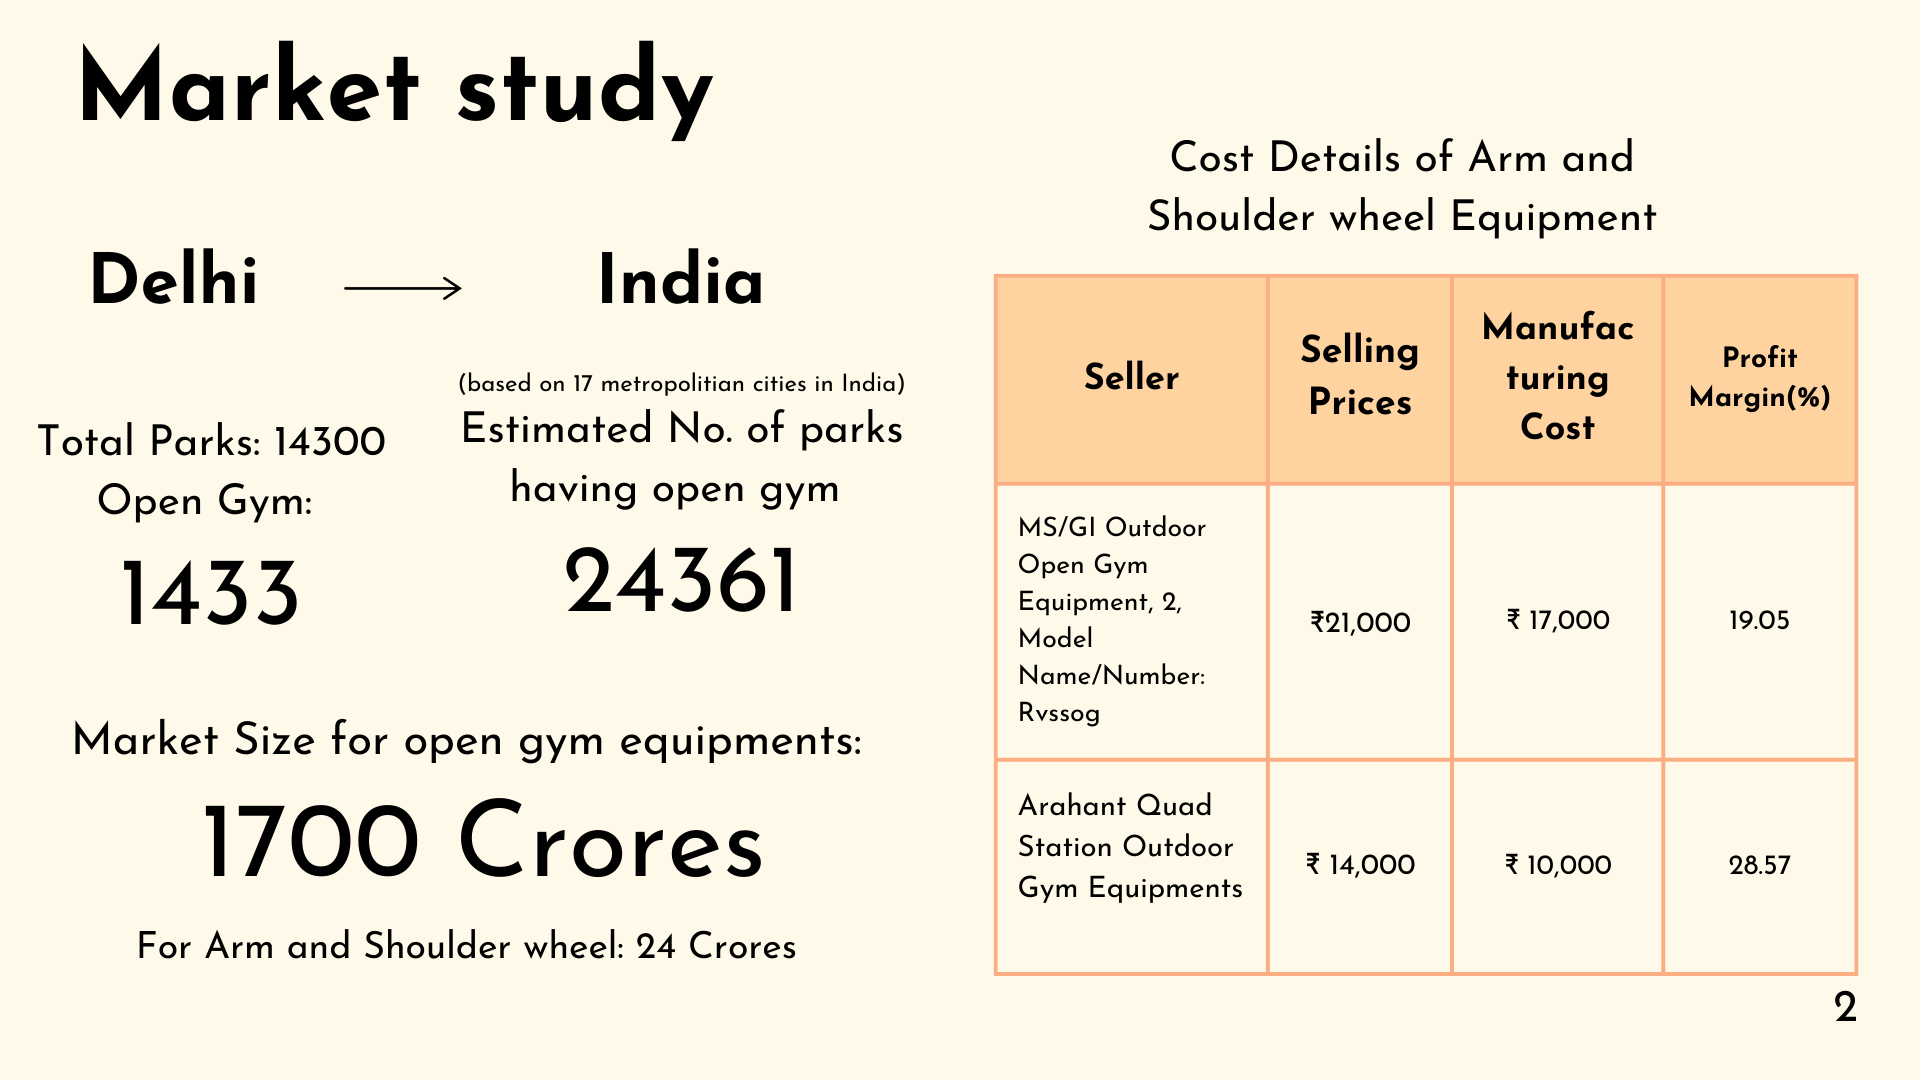 Market study
Delhi
India
Total Parks: 14300
Open Gym:
1433
(based on 17 metropolitian cities in India)
Estimated No. of parks
having open gym
24361
Market Size for open gym equipments:
1700 Crores
For Arm and Shoulder wheel: 24 Crores
Cost Details of Arm and
Shoulder wheel Equipment
Seller
Selling
Prices
Manufac
turing
Cost
Profit
Margin(%)
MS/GI Outdoor
Open Gym
Equipment, 2,
Model
Name/Number:
Rvssog
₹21,000
₹ 17,000
19.05
Arahant Quad
Station Outdoor
Gym Equipments
₹ 14,000
₹ 10,000
28.57
2